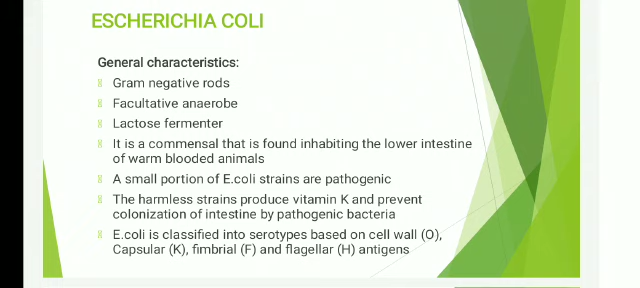 ESCHERICHIA COLI
General characteristics:
Gram negative rods
Facultative anaerobe
Lactose fermenter
It is a commensal that is found inhabiting the lower intestine
of warm blooded animals
A small portion of E.coli strains are pathogenic
The harmless strains produce vitamin K and prevent
colonization of intestine by pathogenic bacteria
E.coli is classified into serotypes based on cell wall (O),
Capsular (K), fimbrial (F) and flagellar (H) antigens